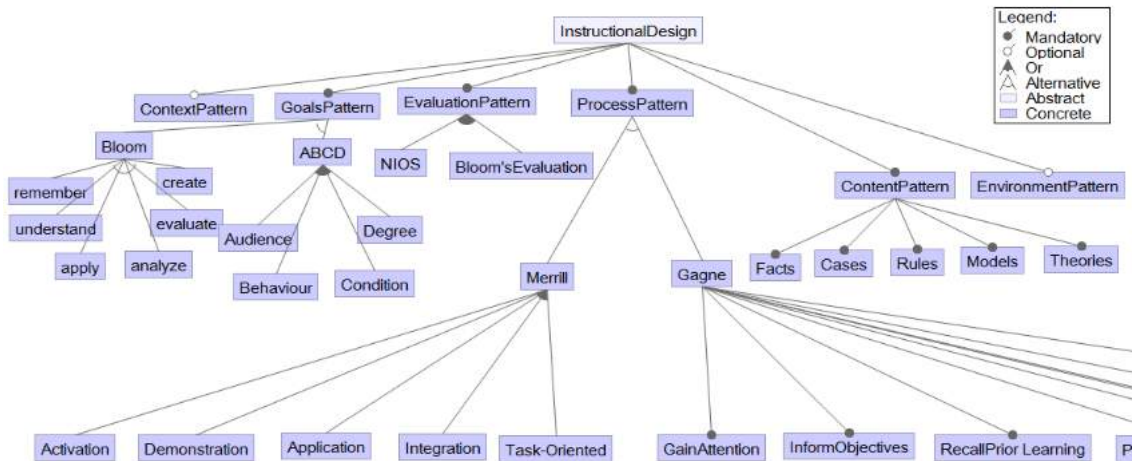 InstructionalDesign
Legend:
Mandatory
Optional
Or
Alternative
Abstract
Concrete
ContextPattern
GoalsPattern
EvaluationPattern
ProcessPattern
Bloom
ABCD
NIOS
Bloom'sEvaluation
ContentPattern
EnvironmentPattern
remember
create
understand
evaluate
apply
analyze
Audience
Degree
Behaviour
Condition
Merrill
Gagne
Facts
Cases
Rules
Models
Theories
Activation
Demonstration
Application
Integration
Task-Oriented
GainAttention
InformObjectives
RecallPrior Learning
P